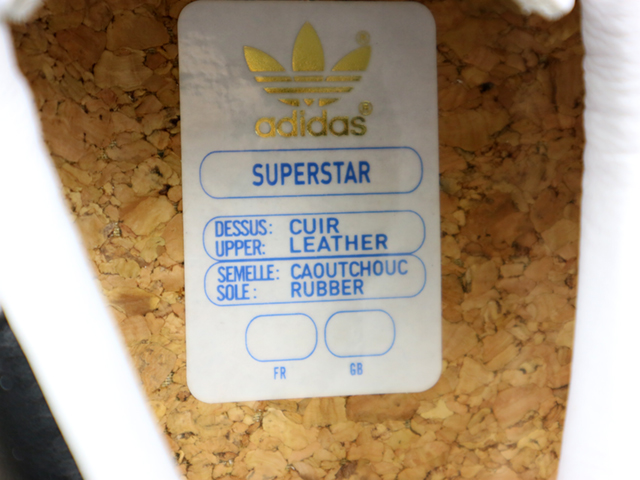 adidas®
SUPERSTAR
DESSUS: CUIR
UPPER: LEATHER
SEMELLE: CAOUTCHOUC
SOLE: RUBBER
FR GB